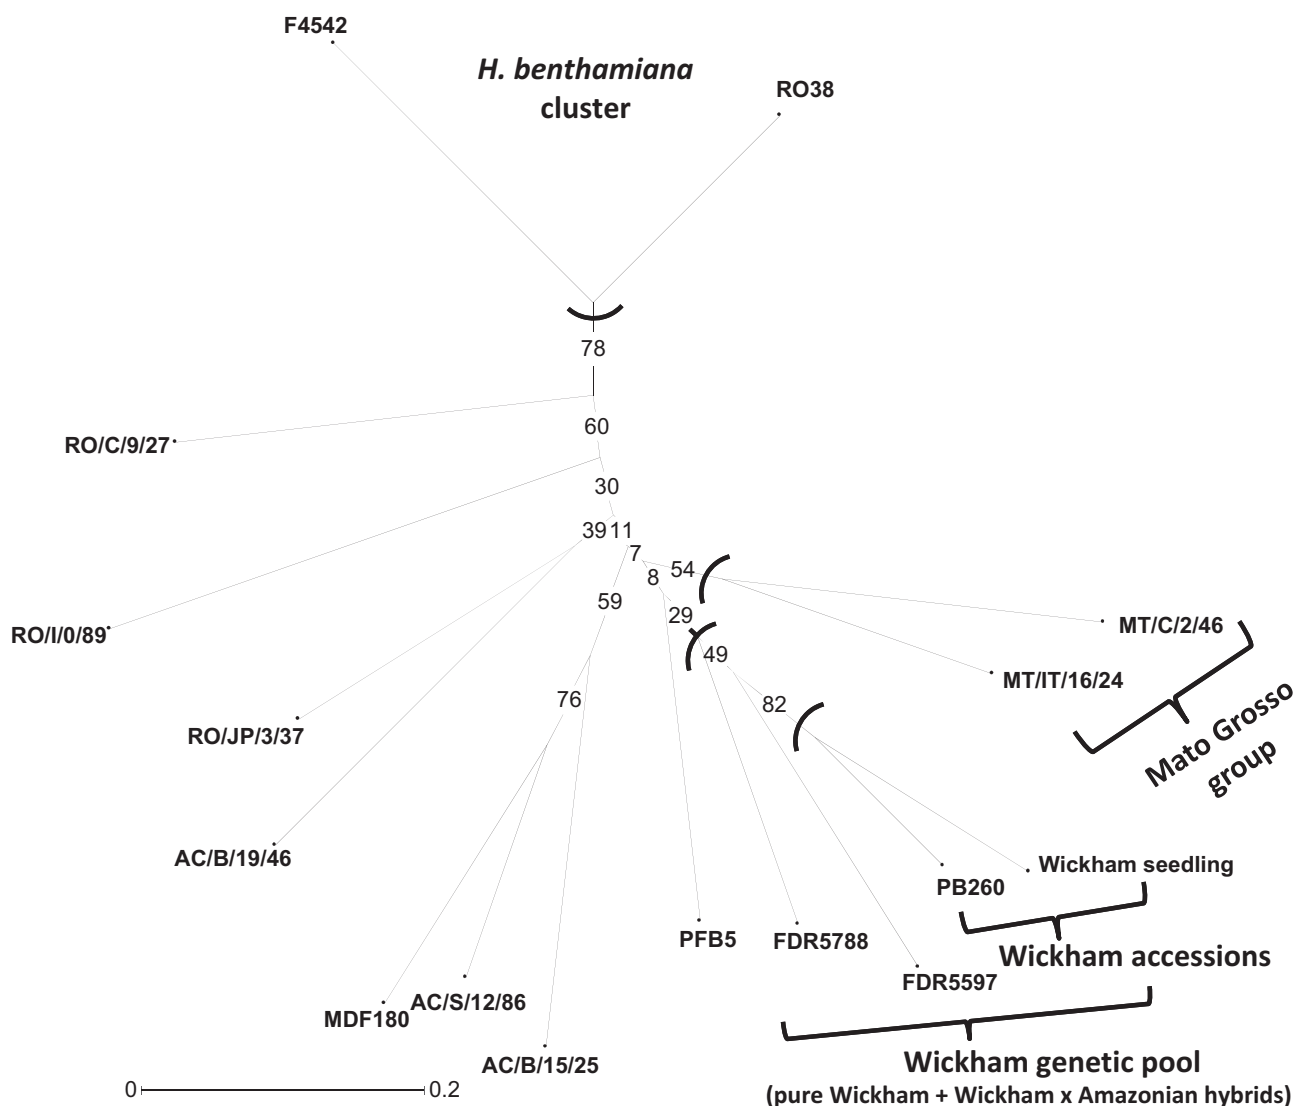 F4542
H. benthamiana
cluster
RO38
78
RO/C/9/27
60
30
39
11
7
54
8
59
29
RO/I/0/89
MT/C/2/46
49
MT/IT/16/24
76
82
RO/JP/3/37
Mato Grosso
group
AC/B/19/46
Wickham seedling
PB260
PFB5
FDR5788
Wickham accessions
FDR5597
AC/S/12/86
MDF180
AC/B/15/25
Wickham genetic pool
(pure Wickham + Wickham x Amazonian hybrids)
0
0.2